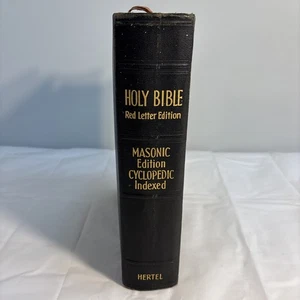 HOLY BIBLE
Red Letter Edition
MASONIC
Edition
CYCLOPEDIC
Indexed
HERTEL